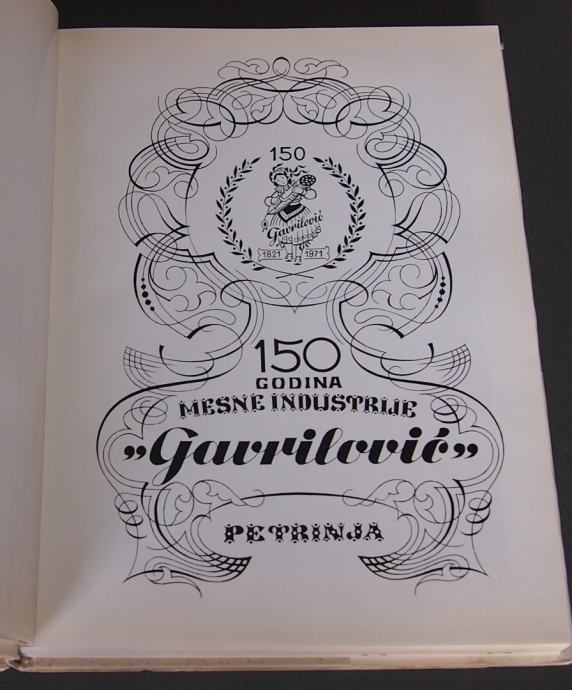 150
Gavrilović
1821 1971
150
GODINA
MESNE INDUSTRIJE
„Gavrilović”
PETRINJA